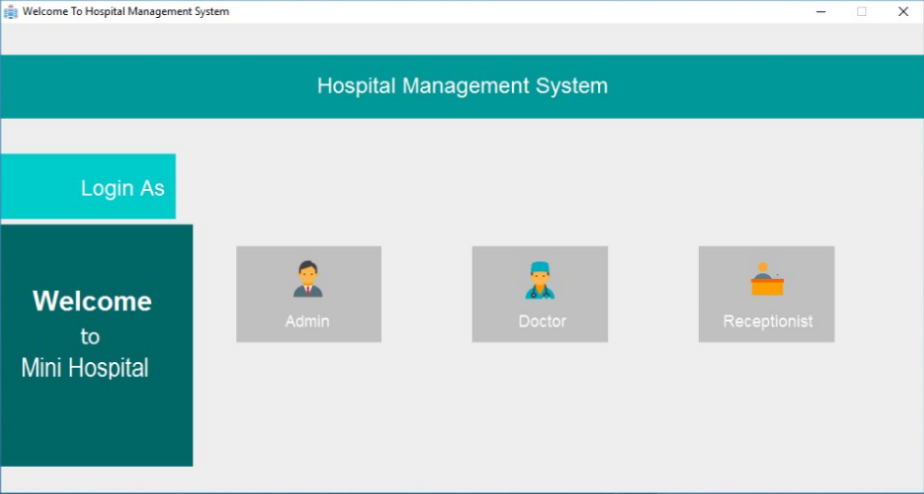 Welcome To Hospital Management System
Hospital Management System
Login As
Welcome
to
Mini Hospital
Admin
Doctor
Receptionist